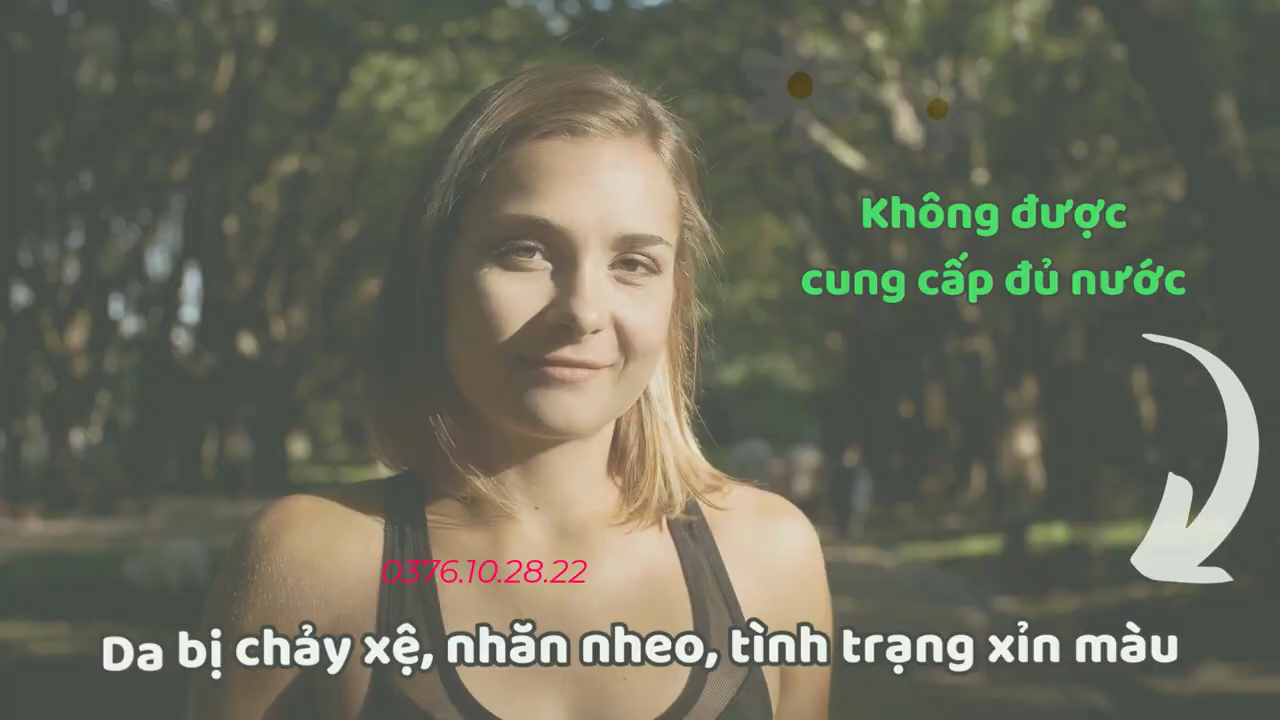 Không được
cung cấp đủ nước
0376.10.28.22
Da bị chảy xệ, nhăn nheo, tình trạng xỉn màu